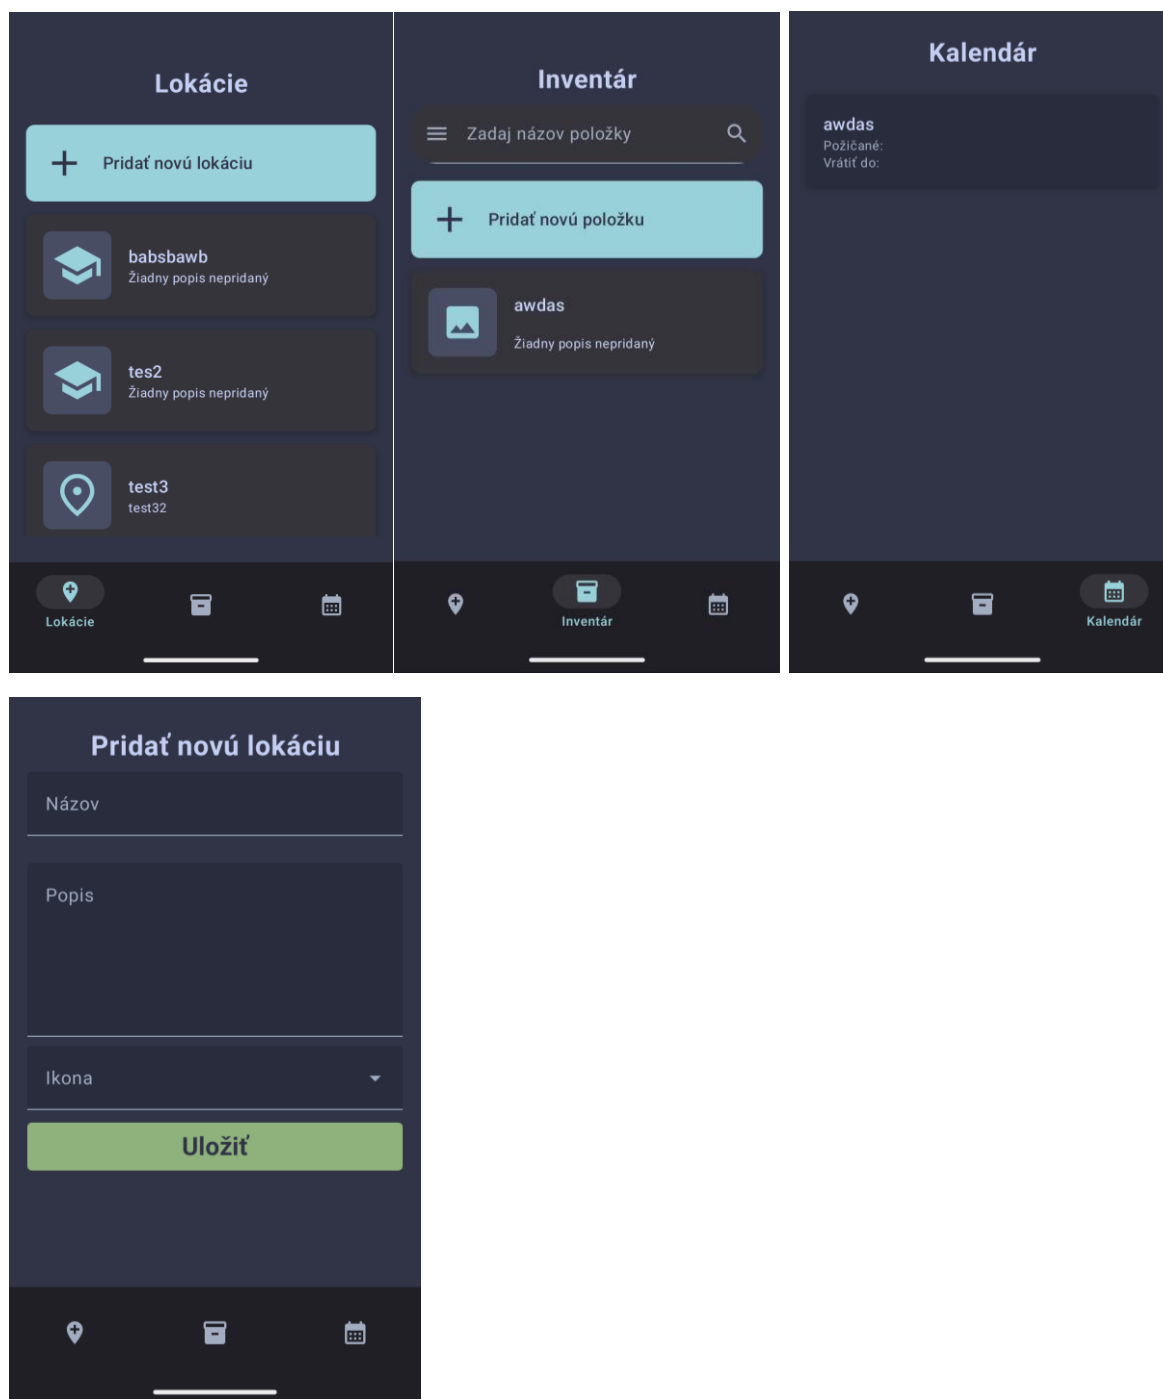 Lokácie
Pridať novú lokáciu
babsbawb
Žiadny popis nepridaný
tes2
Žiadny popis nepridaný
test3
test32
Lokácie
Inventár
Zadaj názov položky
Pridať novú položku
awdas
Žiadny popis nepridaný
Inventár
Kalendár
awdas
Požičané:
Vrátiť do:
Kalendár
Pridať novú lokáciu
Názov
Popis
Ikona
Uložiť